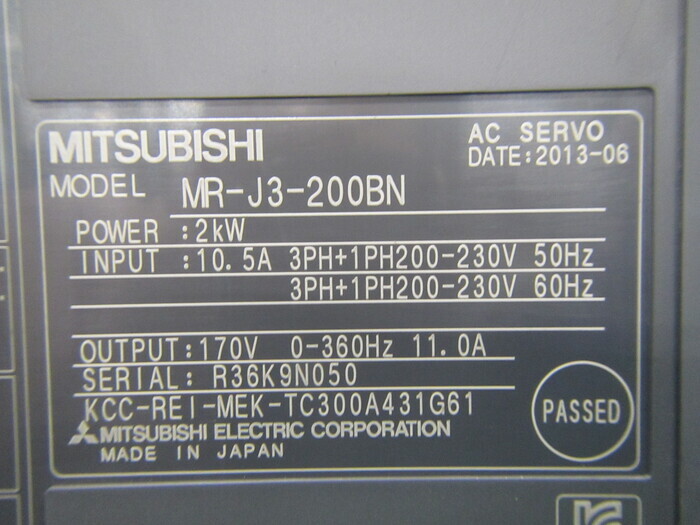 MITSUBISHI
AC SERVO
DATE:2013-06
MODEL MR-J3-200BN
POWER :2kW
INPUT :10.5A 3PH+1PH200-230V 50Hz
3PH+1PH200-230V 60Hz
OUTPUT:170V 0-360Hz 11.0A
SERIAL: R36K9N050
KCC-REI-MEK-TC300A431G61
PASSED
MITSUBISHI ELECTRIC CORPORATION
MADE IN JAPAN